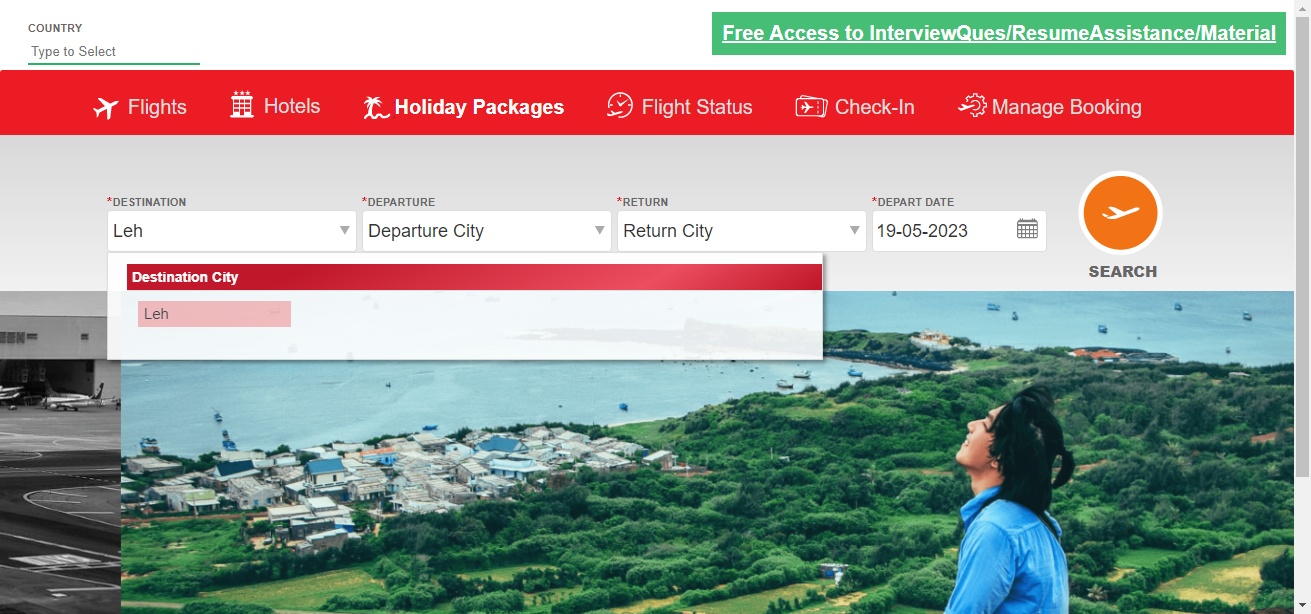 COUNTRY
Type to Select
Free Access to InterviewQues/ResumeAssistance/Material
Flights
Hotels
Holiday Packages
Flight Status
Check-In
Manage Booking
*DESTINATION
*DEPARTURE
*RETURN
*DEPART DATE
Leh
Departure City
Return City
19-05-2023
SEARCH
Destination City
Leh